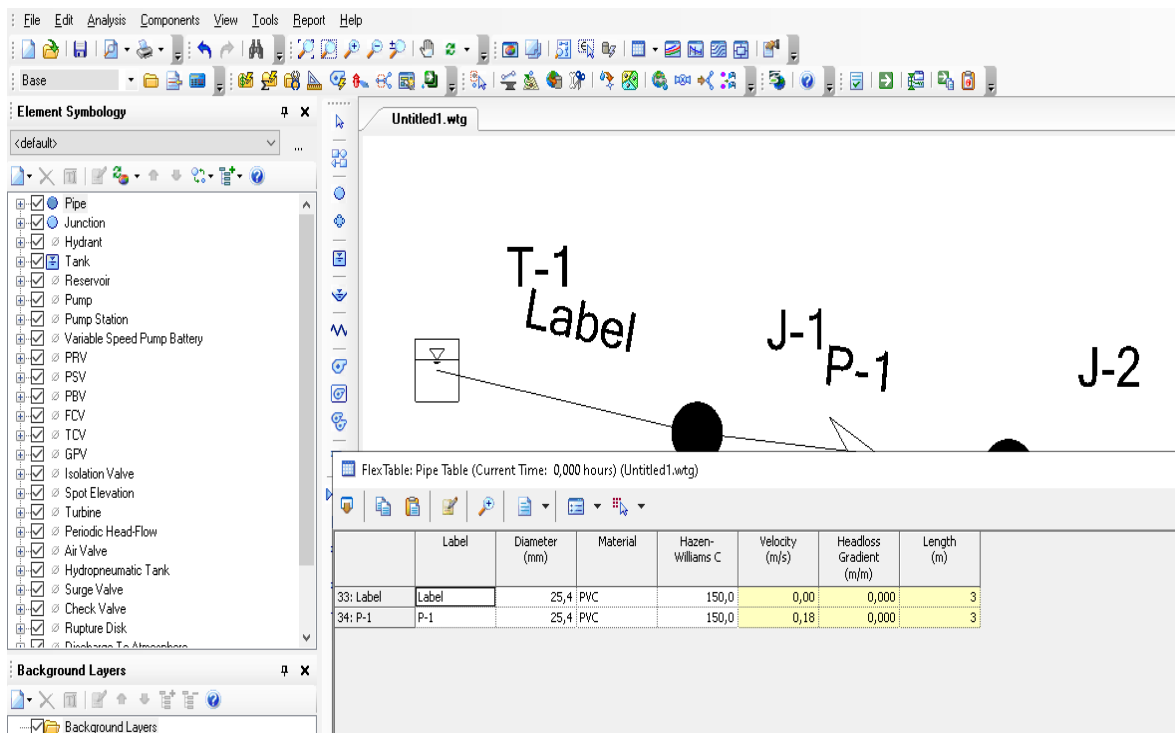 File Edit Analysis Components View Tools Report Help
Base
Element Symbology
<default>
...
Pipe
Junction
Hydrant
Tank
Reservoir
Pump
Pump Station
Variable Speed Pump Battery
PRV
PSV
PBV
FCV
TCV
GPV
Isolation Valve
Spot Elevation
Turbine
Periodic Head-Flow
Air Valve
Hydropneumatic Tank
Surge Valve
Check Valve
Rupture Disk
Discharge To Atmosphere
Background Layers
Background Layers
Untitled1.wtg
T-1
Label
J-1
P-1
J-2
FlexTable: Pipe Table (Current Time: 0,000 hours) (Untitled1.wtg)
Label Diameter (mm) Material Hazen-Williams C Velocity (m/s) Headloss Gradient (m/m) Length (m)
33: Label Label 25,4 PVC 150,0 0,00 0,000 3
34: P-1 P-1 25,4 PVC 150,0 0,18 0,000 3